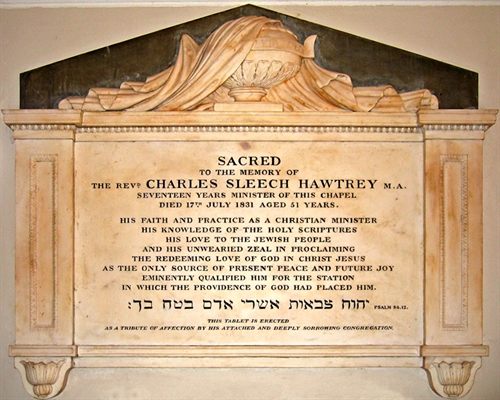 SACRED
TO THE MEMORY OF
THE REVD. CHARLES SLEECH HAWTREY M.A.
SEVENTEEN YEARS MINISTER OF THIS CHAPEL
DIED 17TH. JULY 1831 AGED 51 YEARS.
HIS FAITH AND PRACTICE AS A CHRISTIAN MINISTER
HIS KNOWLEDGE OF THE HOLY SCRIPTURES
HIS LOVE TO THE JEWISH PEOPLE
AND HIS UNWEARIED ZEAL IN PROCLAIMING
THE REDEEMING LOVE OF GOD IN CHRIST JESUS
AS THE ONLY SOURCE OF PRESENT PEACE AND FUTURE JOY
EMINENTLY QUALIFIED HIM FOR THE STATION
IN WHICH THE PROVIDENCE OF GOD HAD PLACED HIM.
יהוה צבאות אשרי אדם בטח בך: PSALM 84.12.
THIS TABLET IS ERECTED
AS A TRIBUTE OF AFFECTION BY HIS ATTACHED AND DEEPLY SORROWING CONGREGATION.